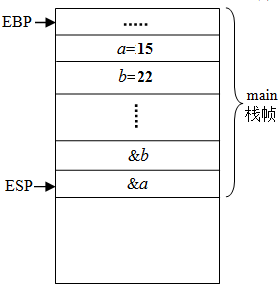 EBP
.....
a=15
b=22
main
栈帧
&b
ESP
&a